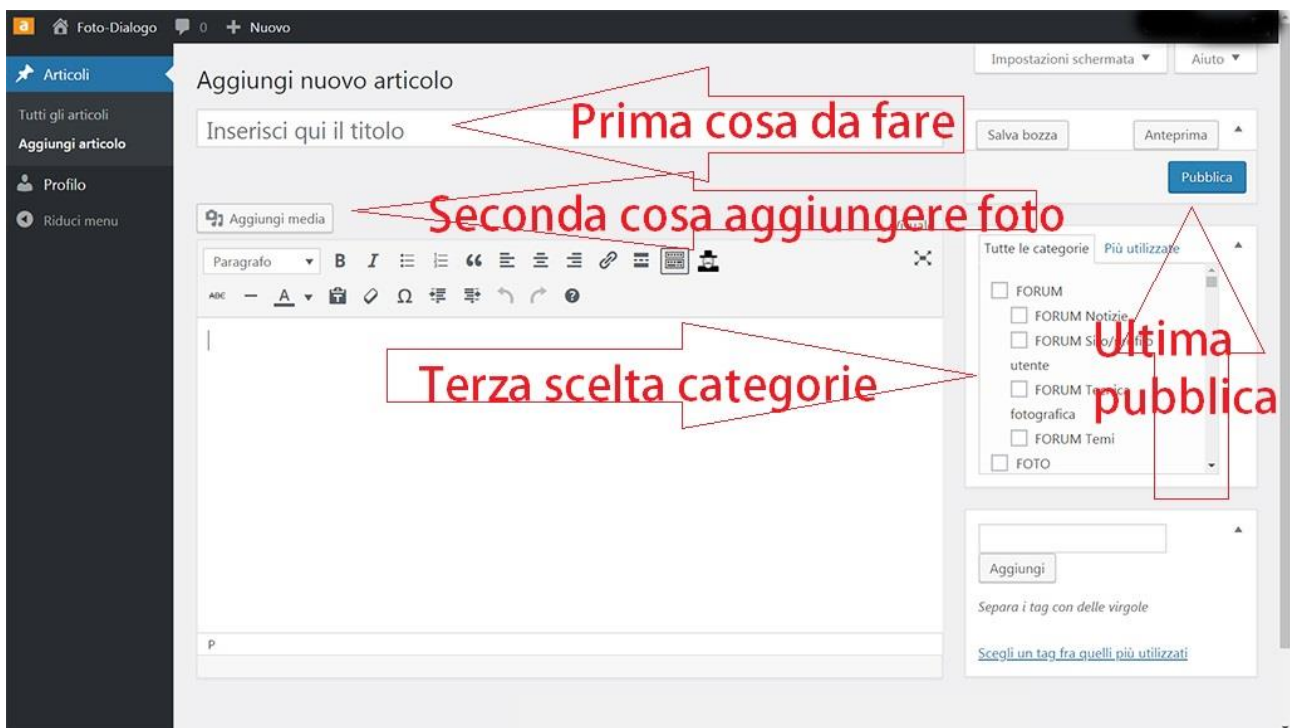 a Foto-Dialogo 0 + Nuovo
Articoli
Tutti gli articoli
Aggiungi articolo
Profilo
Riduci menu
Impostazioni schermata ▼ Aiuto ▼
Aggiungi nuovo articolo
Inserisci qui il titolo
Prima cosa da fare
Salva bozza Anteprima
Pubblica
Aggiungi media
Seconda cosa aggiungere foto
Paragrafo B I
ABC A Ω
Tutte le categorie Più utilizzate
FORUM
FORUM Notizie
FORUM
utente
FORUM
fotografica
FORUM Temi
FOTO
Terza scelta categorie
Ultima
pubblica
Aggiungi
Separa i tag con delle virgole
Scegli un tag fra quelli più utilizzati
P